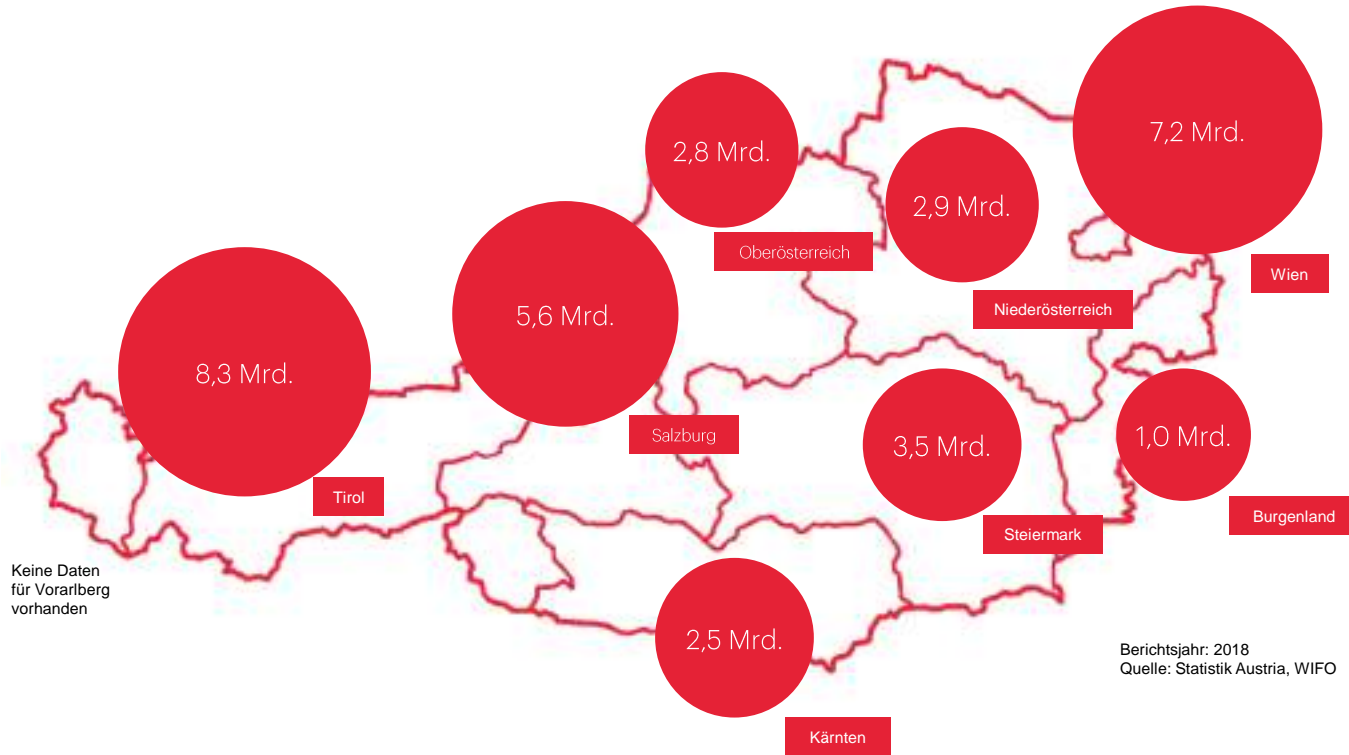 7,2 Mrd.
Wien
2,8 Mrd.
Oberösterreich
2,9 Mrd.
Niederösterreich
5,6 Mrd.
Salzburg
8,3 Mrd.
Tirol
3,5 Mrd.
Steiermark
1,0 Mrd.
Burgenland
2,5 Mrd.
Kärnten
Keine Daten
für Vorarlberg
vorhanden
Berichtsjahr: 2018
Quelle: Statistik Austria, WIFO